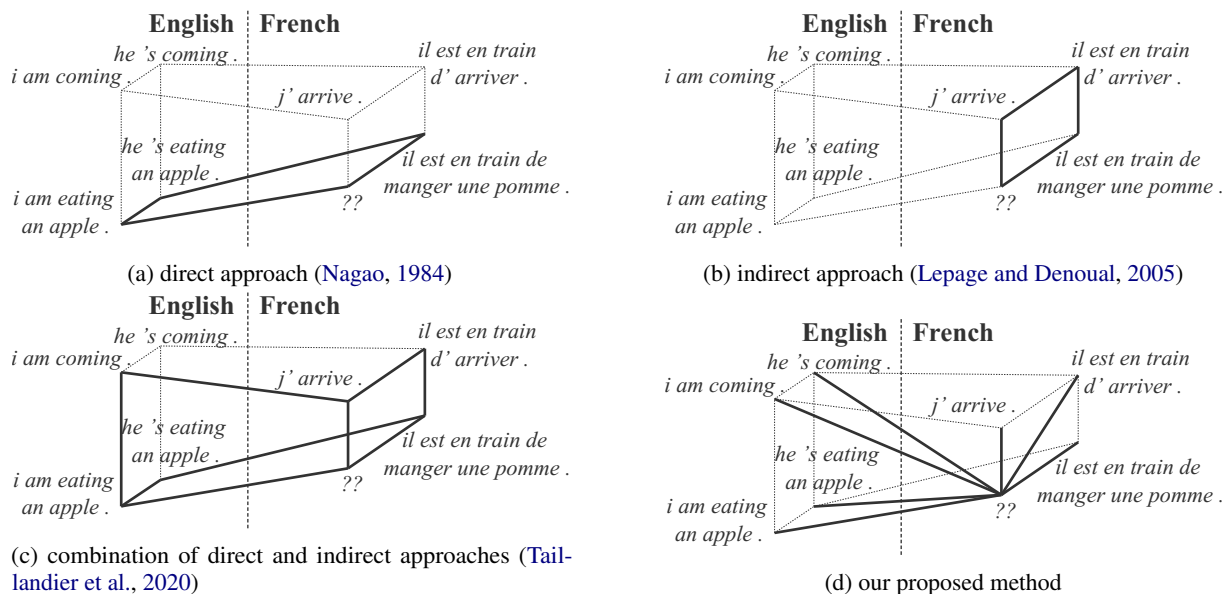 English French
he 's coming .
il est en train
d' arriver .
i am coming .
j' arrive .
he 's eating
an apple .
il est en train de
manger une pomme .
i am eating
an apple .
??
(a) direct approach (Nagao, 1984)
English French
he 's coming .
il est en train
d' arriver .
i am coming .
j' arrive .
he 's eating
an apple .
il est en train de
manger une pomme .
i am eating
an apple .
??
(b) indirect approach (Lepage and Denoual, 2005)
English French
he 's coming .
il est en train
d' arriver .
i am coming .
j' arrive .
he 's eating
an apple .
il est en train de
manger une pomme .
i am eating
an apple .
??
(c) combination of direct and indirect approaches (Tail-
landier et al., 2020)
English French
he 's coming .
il est en train
d' arriver .
i am coming .
j' arrive .
he 's eating
an apple .
il est en train de
manger une pomme .
i am eating
an apple .
??
(d) our proposed method